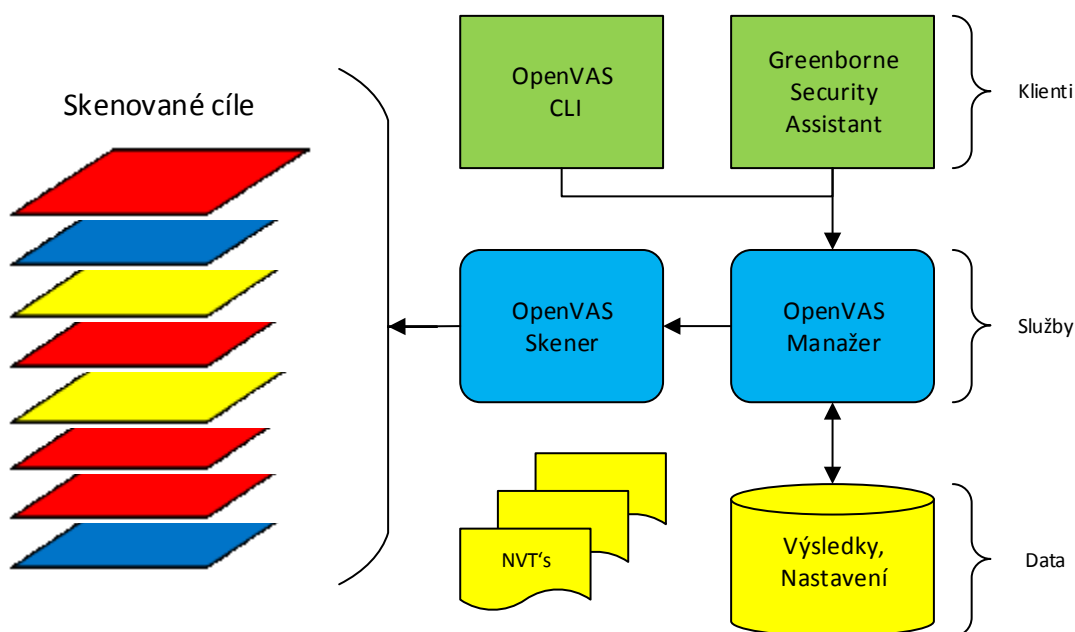 Skenované cíle
OpenVAS
CLI
Greenborne
Security
Assistant
Klienti
OpenVAS
Skener
OpenVAS
Manažer
Služby
NVT‘s
Výsledky,
Nastavení
Data